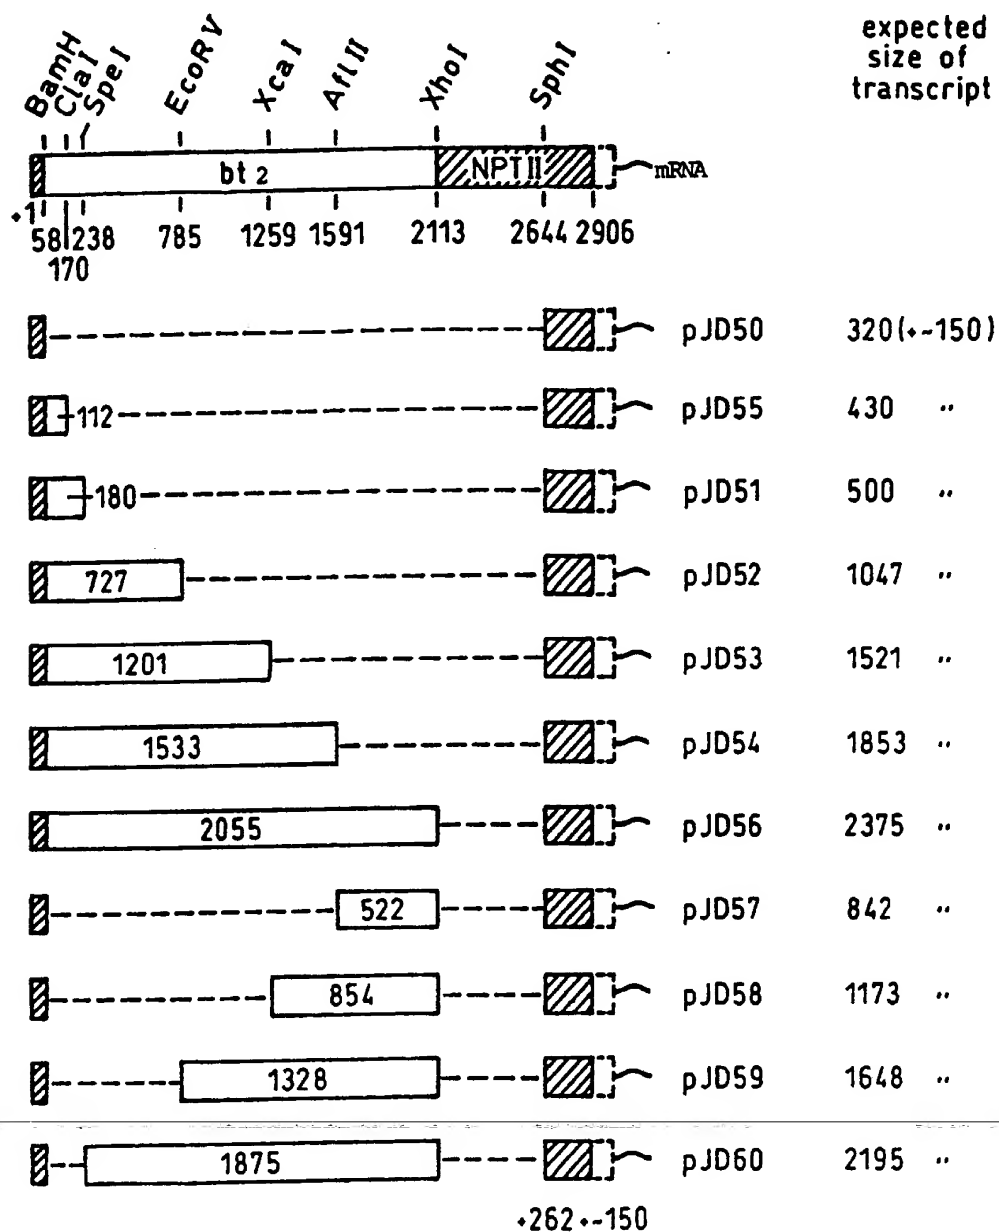 expected
size of
transcript
BamH
ClaI
SpeI
EcoRV
XcaI
AflII
XhoI
SphI
bt2
NPTII
mRNA
+1
58 238 785 1259 1591 2113 2644 2906
170
pJD50 320(+~150)
112 pJD55 430 "
180 pJD51 500 "
727 pJD52 1047 "
1201 pJD53 1521 "
1533 pJD54 1853 "
2055 pJD56 2375 "
522 pJD57 842 "
854 pJD58 1173 "
1328 pJD59 1648 "
1875 pJD60 2195 "
+262+~150